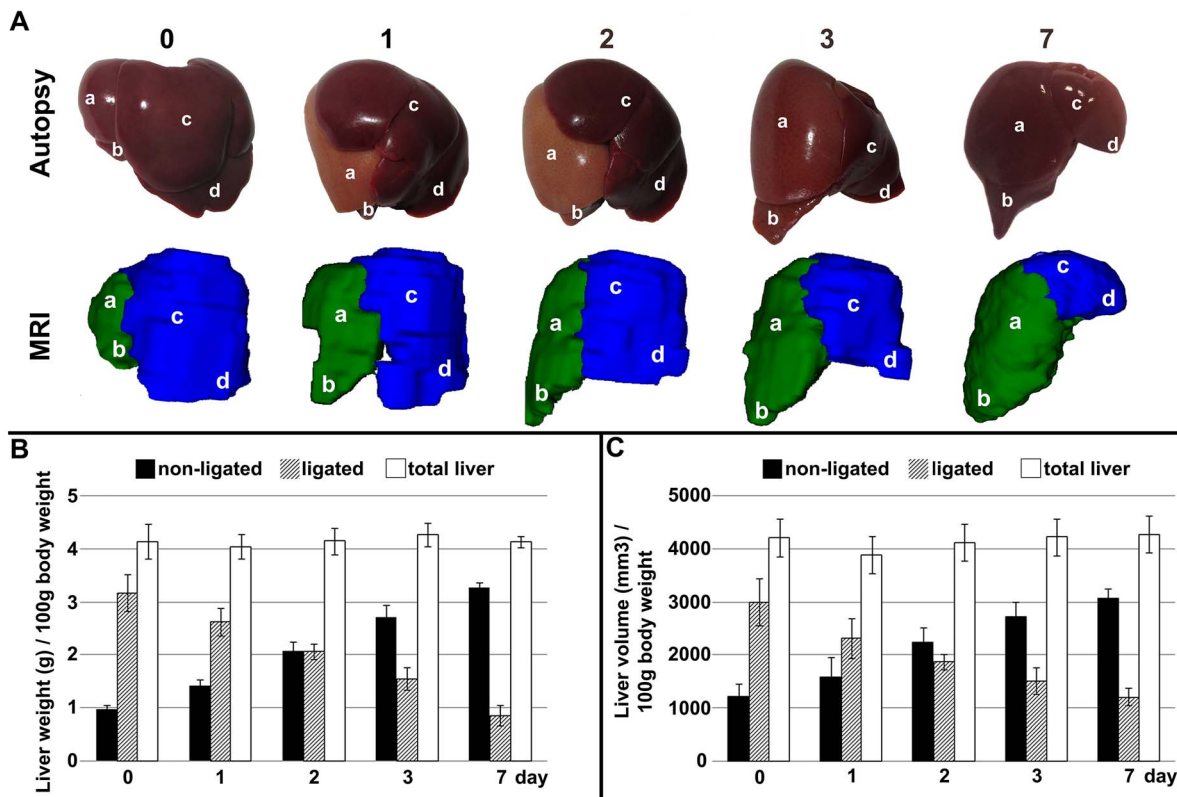 A
0 1 2 3 7
Autopsy
a c b d
a c b d
a c b d
a c b d
a c b d
MRI
a c b d
a c b d
a c b d
a c b d
a c b d
B
non-ligated ligated total liver
Liver weight (g) / 100g body weight
5
4
3
2
1
0
0 1 2 3 7 day
C
non-ligated ligated total liver
Liver volume (mm3) /
100g body weight
5000
4000
3000
2000
1000
0
0 1 2 3 7 day